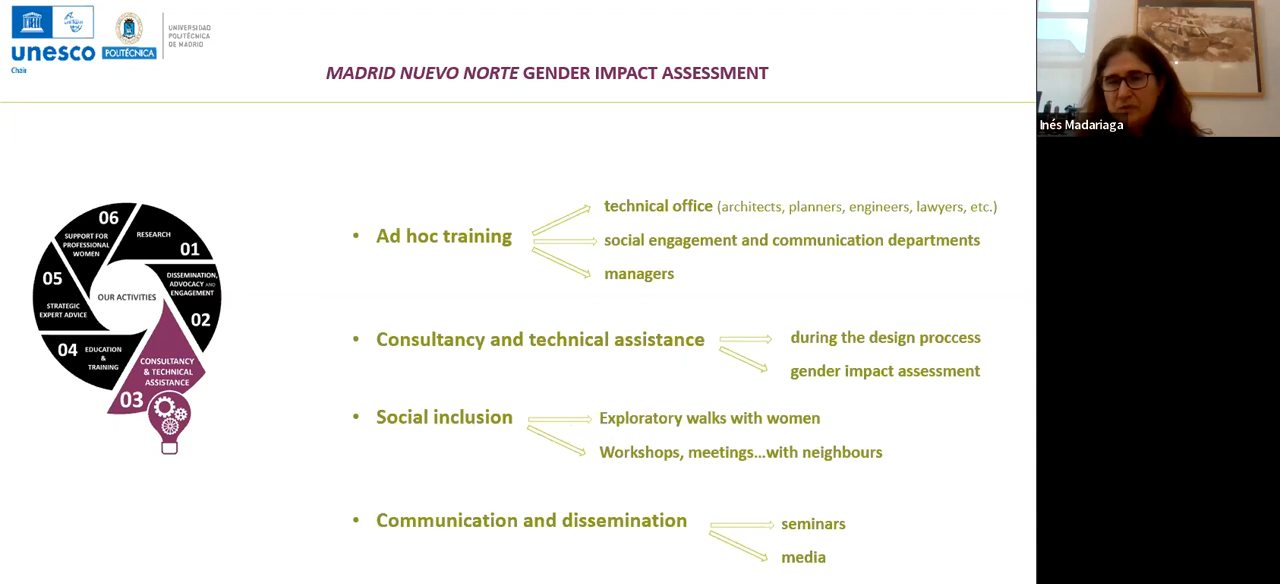 unesco
Chair
POLITÉCNICA
UNIVERSIDAD
POLITÉCNICA
DE MADRID
MADRID NUEVO NORTE GENDER IMPACT ASSESSMENT
Inés Madariaga
06
SUPPORT FOR
PROFESSIONAL
WOMEN
RESEARCH
01
DISSEMINATION,
ADVOCACY AND
ENGAGEMENT
02
05
STRATEGIC
EXPERT ADVICE
OUR ACTIVITIES
04
EDUCATION
&
TRAINING
CONSULTANCY
& TECHNICAL
ASSISTANCE
03
• Ad hoc training
technical office (architects, planners, engineers, lawyers, etc.)
social engagement and communication departments
managers
• Consultancy and technical assistance
during the design proccess
gender impact assessment
• Social inclusion
Exploratory walks with women
Workshops, meetings...with neighbours
• Communication and dissemination
seminars
media